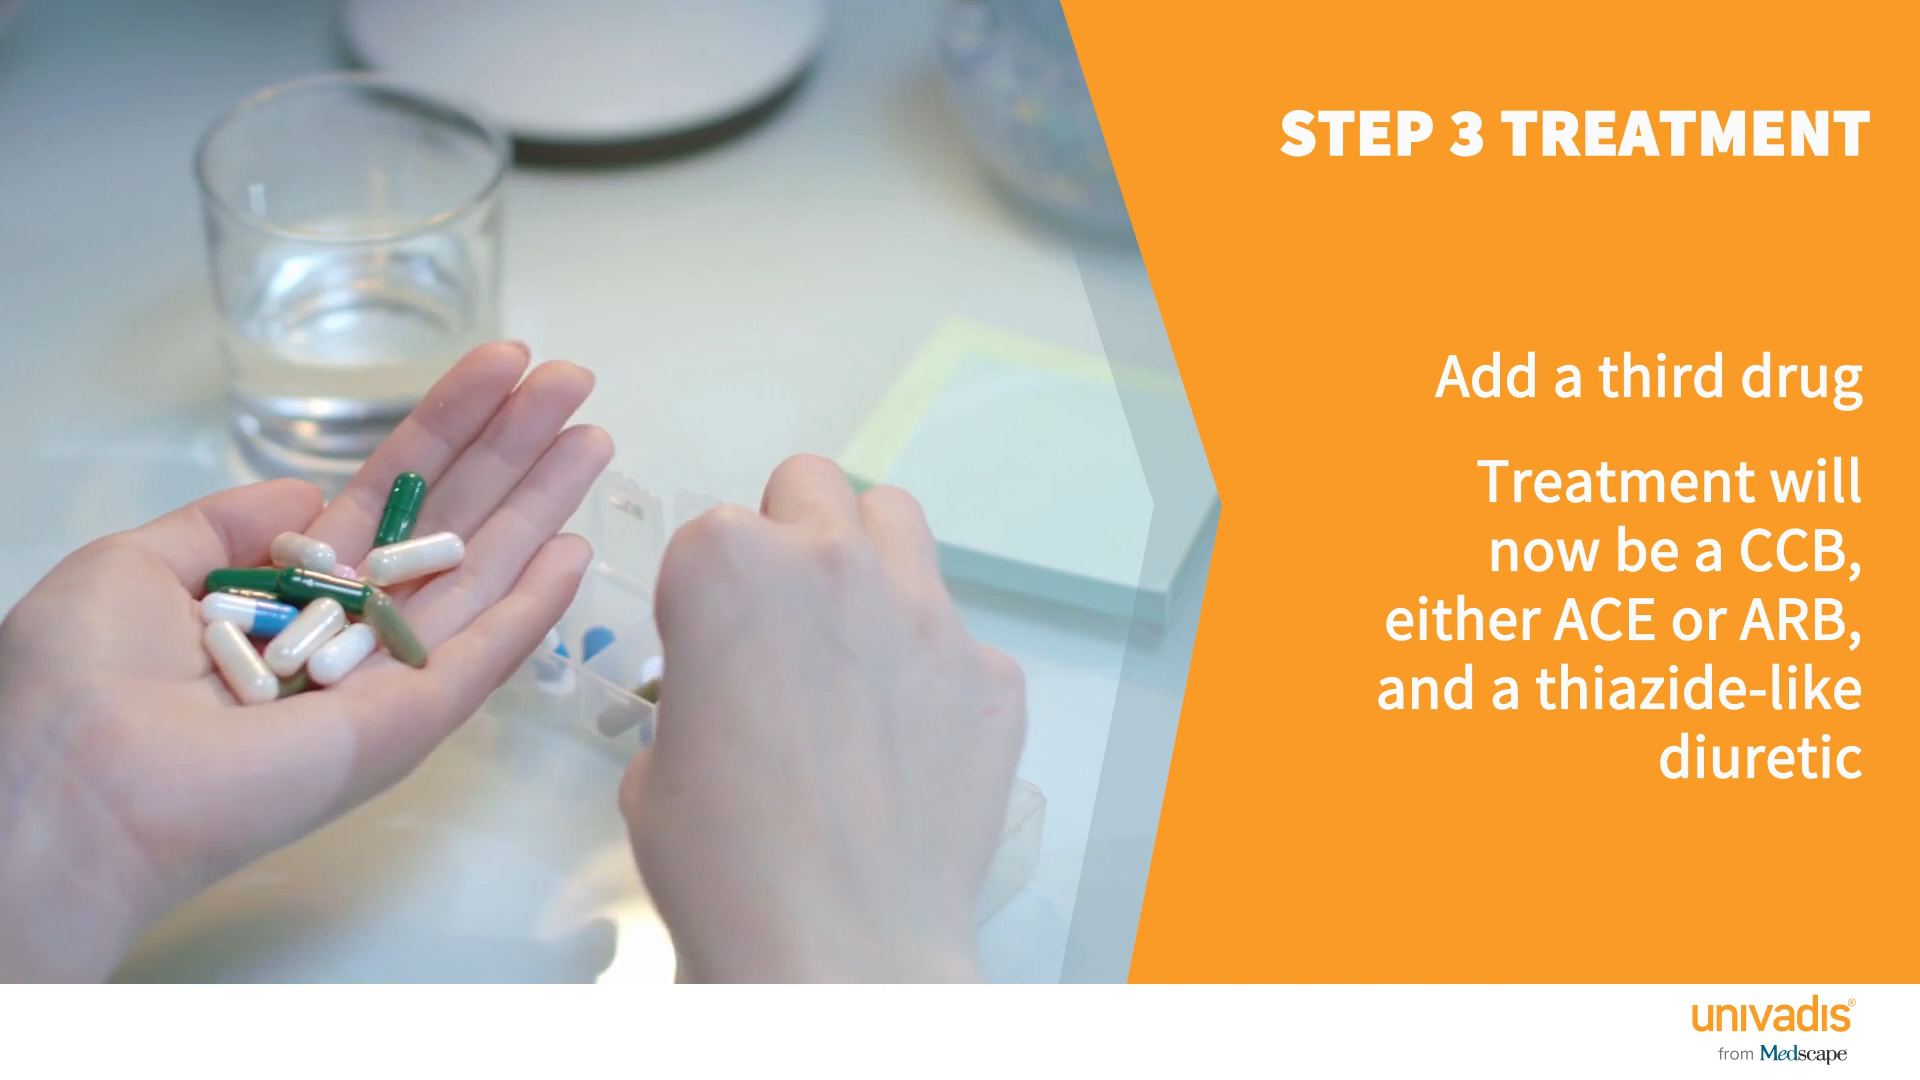 STEP 3 TREATMENT
Add a third drug
Treatment will
now be a CCB,
either ACE or ARB,
and a thiazide-like
diuretic
univadis®
from Medscape